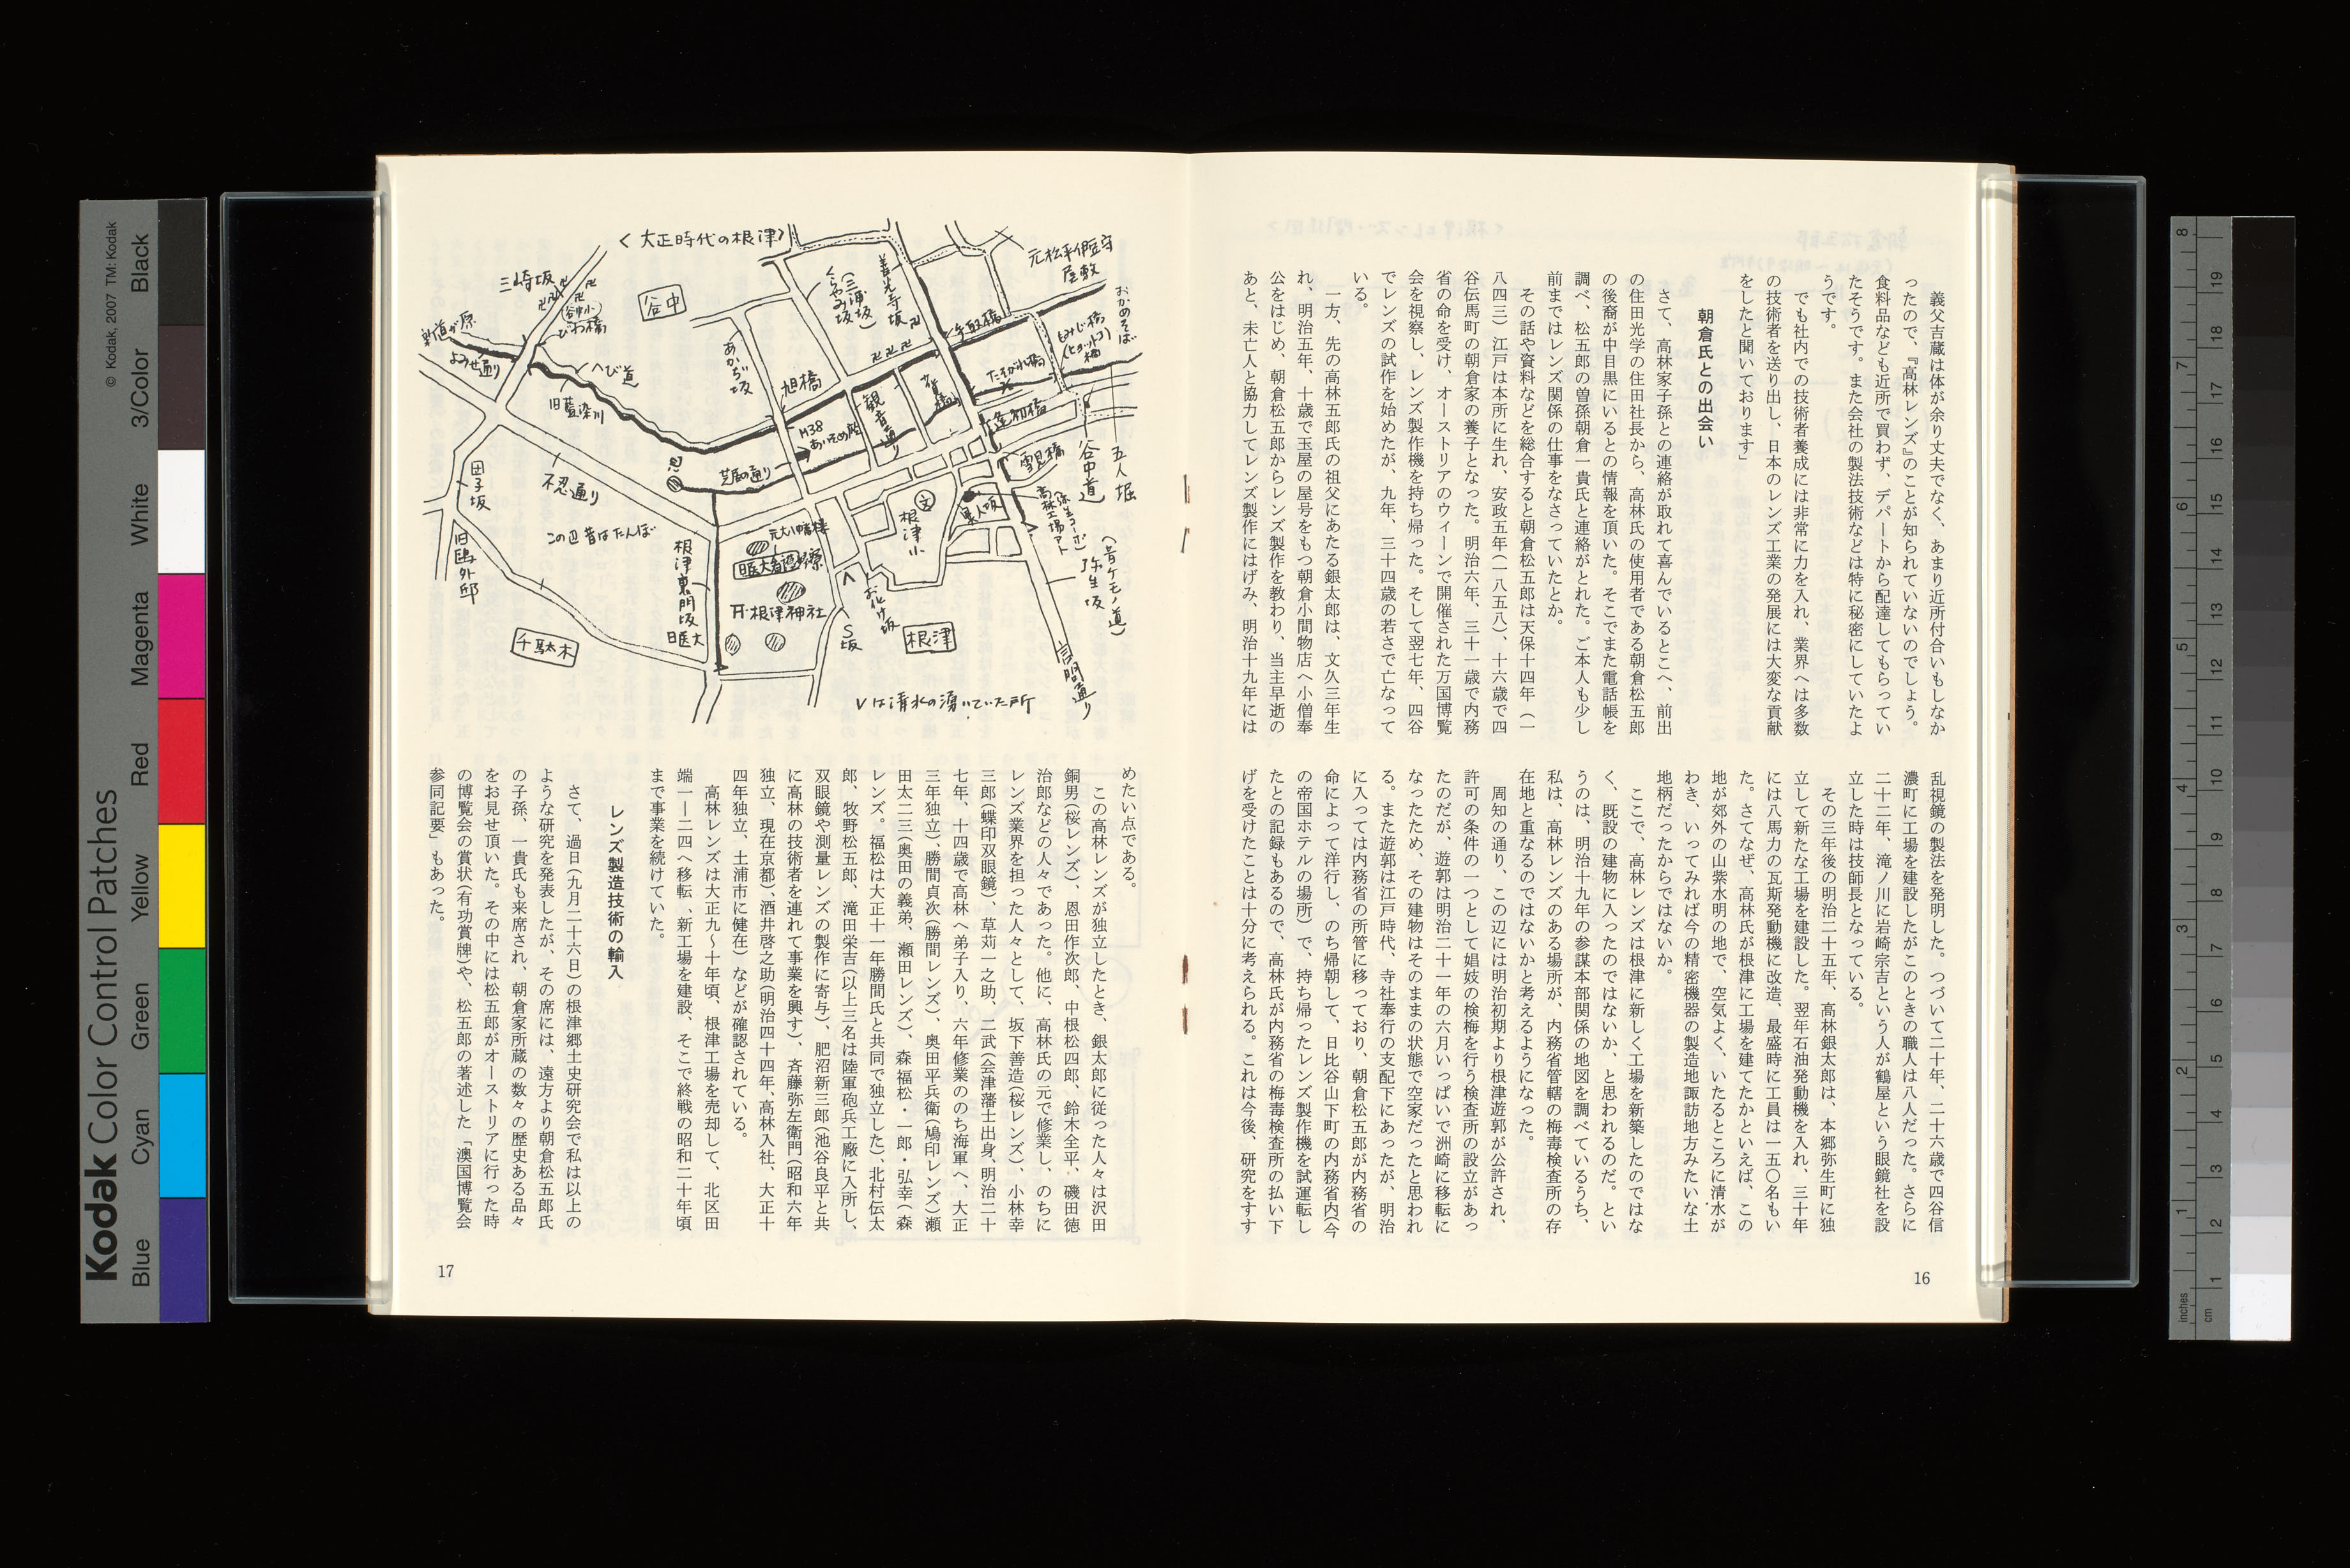 義父吉蔵は体が余り丈夫でなく、あまり近所付合いもしなか
ったので、『高林レンズ』のことが知られていないのでしょう。
食料品なども近所で買わず、デパートから配達してもらってい
たそうです。また会社の製法技術などは特に秘密にしていたよ
うです。
でも社内での技術者養成には非常に力を入れ、業界へは多数
の技術者を送り出し、日本のレンズ工業の発展には大変な貢献
をしたと聞いております」
朝倉氏との出会い
さて、高林家子孫との連絡が取れて喜んでいるとこへ、前出
の住田光学の住田社長から、高林氏の使用者である朝倉松五郎
の後裔が中目黒にいるとの情報を頂いた。そこでまた電話帳を
調べ、松五郎の曽孫朝倉一貴氏と連絡がとれた。ご本人も少し
前まではレンズ関係の仕事をなさっていたとか。
その話や資料などを総合すると朝倉松五郎は天保十四年（一
八四三）江戸は本所に生れ、安政五年（一八五八）、十六歳で四
谷伝馬町の朝倉家の養子となった。明治六年、三十一歳で内務
省の命を受け、オーストリアのウィーンで開催された万国博覧
会を視察し、レンズ製作機を持ち帰った。そして翌七年、四谷
でレンズの試作を始めたが、九年、三十四歳の若さで亡なって
いる。
一方、先の高林五郎氏の祖父にあたる銀太郎は、文久三年生
れ、明治五年、十歳で玉屋の屋号をもつ朝倉小間物店へ小僧奉
公をはじめ、朝倉松五郎からレンズ製作を教わり、当主早逝の
あと、未亡人と協力してレンズ製作にはげみ、明治十九年には
乱視鏡の製法を発明した。つづいて二十年、二十六歳で四谷信
濃町に工場を建設したがこのときの職人は八人だった。さらに
二十二年、滝ノ川に岩崎宗吉という人が鶴屋という眼鏡社を設
立した時は技師長となっている。
その三年後の明治二十五年、高林銀太郎は、本郷弥生町に独
立して新たな工場を建設した。翌年石油発動機を入れ、三十年
には八馬力の瓦斯発動機に改造、最盛時に工員は一五〇名もい
た。さてなぜ、高林氏が根津に工場を建てたかといえば、この
地が郊外の山紫水明の地で、空気よく、いたるところに清水が
わき、いってみれば今の精密機器の製造地諏訪地方みたいな土
地柄だったからではないか。
ここで、高林レンズは根津に新しく工場を新築したのではな
く、既設の建物に入ったのではないか、と思われるのだ。とい
うのは、明治十九年の参謀本部関係の地図を調べているうち、
私は、高林レンズのある場所が、内務省管轄の梅毒検査所の存
在地と重なるのではないかと考えるようになった。
周知の通り、この辺には明治初期より根津遊郭が公許され、
許可の条件の一つとして娼妓の検梅を行う検査所の設立があっ
たのだが、遊郭は明治二十一年の六月いっぱいで洲崎に移転に
なったため、その建物はそのままの状態で空家だったと思われ
る。また遊郭は江戸時代、寺社奉行の支配下にあったが、明治
に入っては内務省の所管に移っており、朝倉松五郎が内務省の
命によって洋行し、のち帰朝して、日比谷山下町の内務省内（今
の帝国ホテルの場所）で、持ち帰ったレンズ製作機を試運転し
たとの記録もあるので、高林氏が内務省の梅毒検査所の払い下
げを受けたことは十分に考えられる。これは今後、研究をすす
16
〈大正時代の根津〉
元松平伊豆守
屋敷
おかめそば
三崎坂
谷中小
びわ橋
谷中
くらやみ坂
(三浦坂)
善光寺坂
手取橋
よみせ通り
へび道
旧藍染川
あかぢ坂
旭橋
M38
あいそめ座
観音通り
芝居の通り
たそがれ橋
雪見橋
谷中道
五人堀
団子坂
不忍通り
この辺昔はたんぼ
旧鴎外邸
根津裏門坂
日医大
元大八幡様
根津神社
根津小
文
異人坂
高林工場アト
弥生坂
(昔ケモノ道)
お化け坂
S坂
根津
千駄木
言問通り
Vは清水の湧いていた所
めたい点である。
この高林レンズが独立したとき、銀太郎に従った人々は沢田
銅男（桜レンズ）、恩田作次郎、中根松四郎、鈴木全平、磯田徳
治郎などの人々であった。他に、高林氏の元で修業し、のちに
レンズ業界を担った人々として、坂下善造（桜レンズ）、小林幸
三郎（蝶印双眼鏡）、草苅一之助、二武（会津藩士出身、明治二十
七年、十四歳で高林へ弟子入り、六年修業ののち海軍へ、大正
三年独立）、勝間貞次（勝間レンズ）、奥田平兵衛（鳩印レンズ）瀬
田太二三（奥田の義弟、瀬田レンズ）、森福松・一郎・弘幸（森
レンズ。福松は大正十一年勝間氏と共同で独立した）、北村伝太
郎、牧野松五郎、滝田栄吉（以上三名は陸軍砲兵工廠に入所し、
双眼鏡や測量レンズの製作に寄与）、肥沼新三郎（池谷良平と共
に高林の技術者を連れて事業を興す）、斉藤弥左衛門（昭和六年
独立、現在京都）、酒井啓之助（明治四十四年、高林入社、大正十
四年独立、土浦市に健在）などが確認されている。
高林レンズは大正九〜十年頃、根津工場を売却して、北区田
端一―二四へ移転、新工場を建設、そこで終戦の昭和二十年頃
まで事業を続けていた。
レンズ製造技術の輸入
さて、過日（九月二十六日）の根津郷土史研究会で私は以上の
ような研究を発表したが、その席には、遠方より朝倉松五郎氏
の子孫、一貴氏も来席され、朝倉家所蔵の数々の歴史ある品々
をお見せ頂いた。その中には松五郎がオーストリアに行った時
の博覧会の賞状（有功賞牌）や、松五郎の著述した「澳国博覧会
参同記要」もあった。
17
Kodak Color Control Patches
© Kodak, 2007 TM: Kodak
Blue Cyan Green Yellow Red Magenta White 3/Color Black
inches 1 2 3 4 5 6 7 8
cm 1 2 3 4 5 6 7 8 9 10 11 12 13 14 15 16 17 18 19